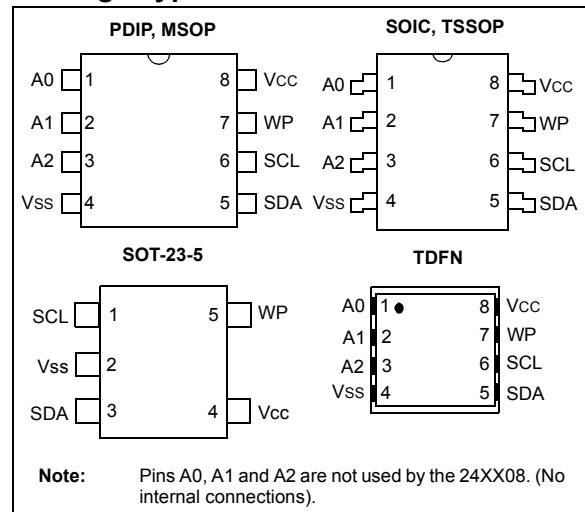 PDIP, MSOP
A0 1 8 VCC
A1 2 7 WP
A2 3 6 SCL
VSS 4 5 SDA
SOIC, TSSOP
A0 1 8 VCC
A1 2 7 WP
A2 3 6 SCL
VSS 4 5 SDA
SOT-23-5
SCL 1 5 WP
Vss 2
SDA 3 4 Vcc
TDFN
A0 1 8 VCC
A1 2 7 WP
A2 3 6 SCL
VSS 4 5 SDA
Note: Pins A0, A1 and A2 are not used by the 24XX08. (No
internal connections).